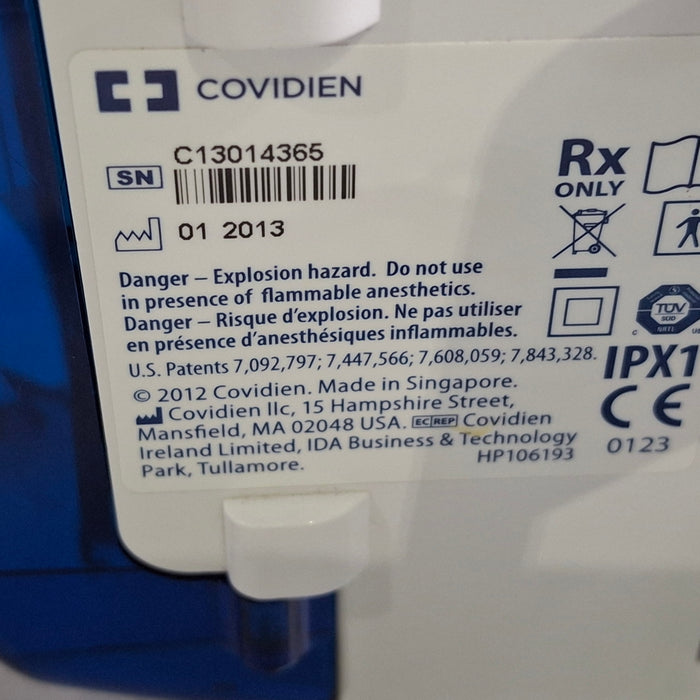 COVIDIEN
SN C13014365
01 2013
Danger – Explosion hazard. Do not use
in presence of flammable anesthetics.
Danger – Risque d’explosion. Ne pas utiliser
en présence d’anesthésiques inflammables.
U.S. Patents 7,092,797; 7,447,566; 7,608,059; 7,843,328.
© 2012 Covidien. Made in Singapore.
Covidien llc, 15 Hampshire Street,
Mansfield, MA 02048 USA. EC REP Covidien
Ireland Limited, IDA Business & Technology
Park, Tullamore.
HP106193
Rx
ONLY
TÜV
SÜD
C
IPX1
CE
0123